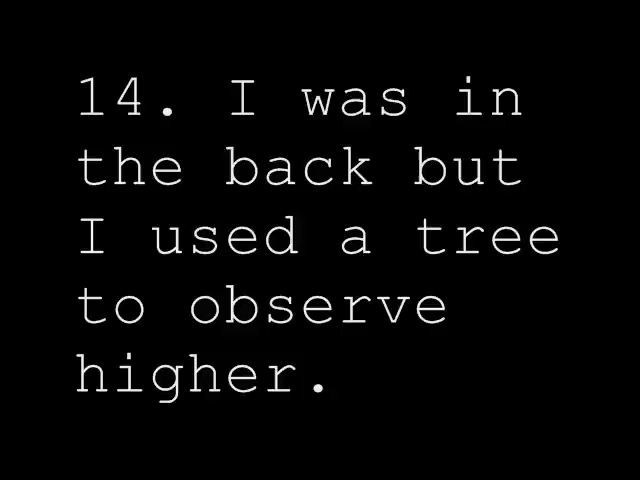 14. I was in
the back but
I used a tree
to observe
higher.